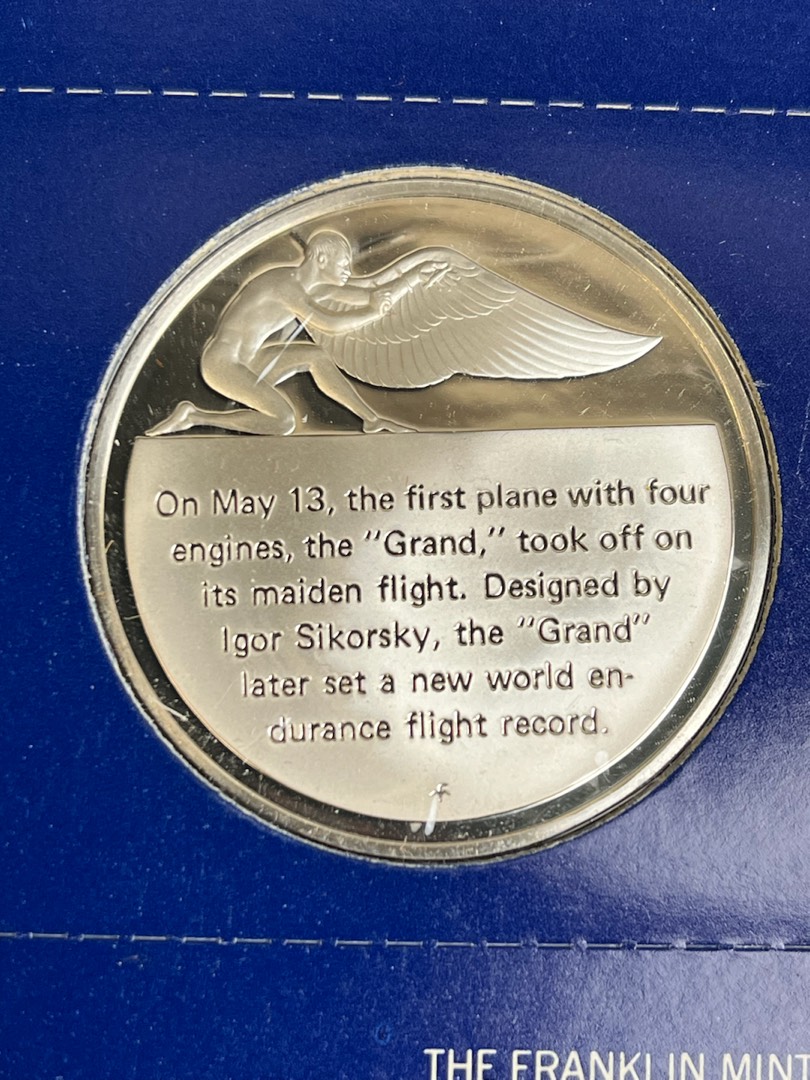 On May 13, the first plane with four
engines, the "Grand," took off on
its maiden flight. Designed by
Igor Sikorsky, the "Grand"
later set a new world en-
durance flight record.
THE FRANKLIN MINT